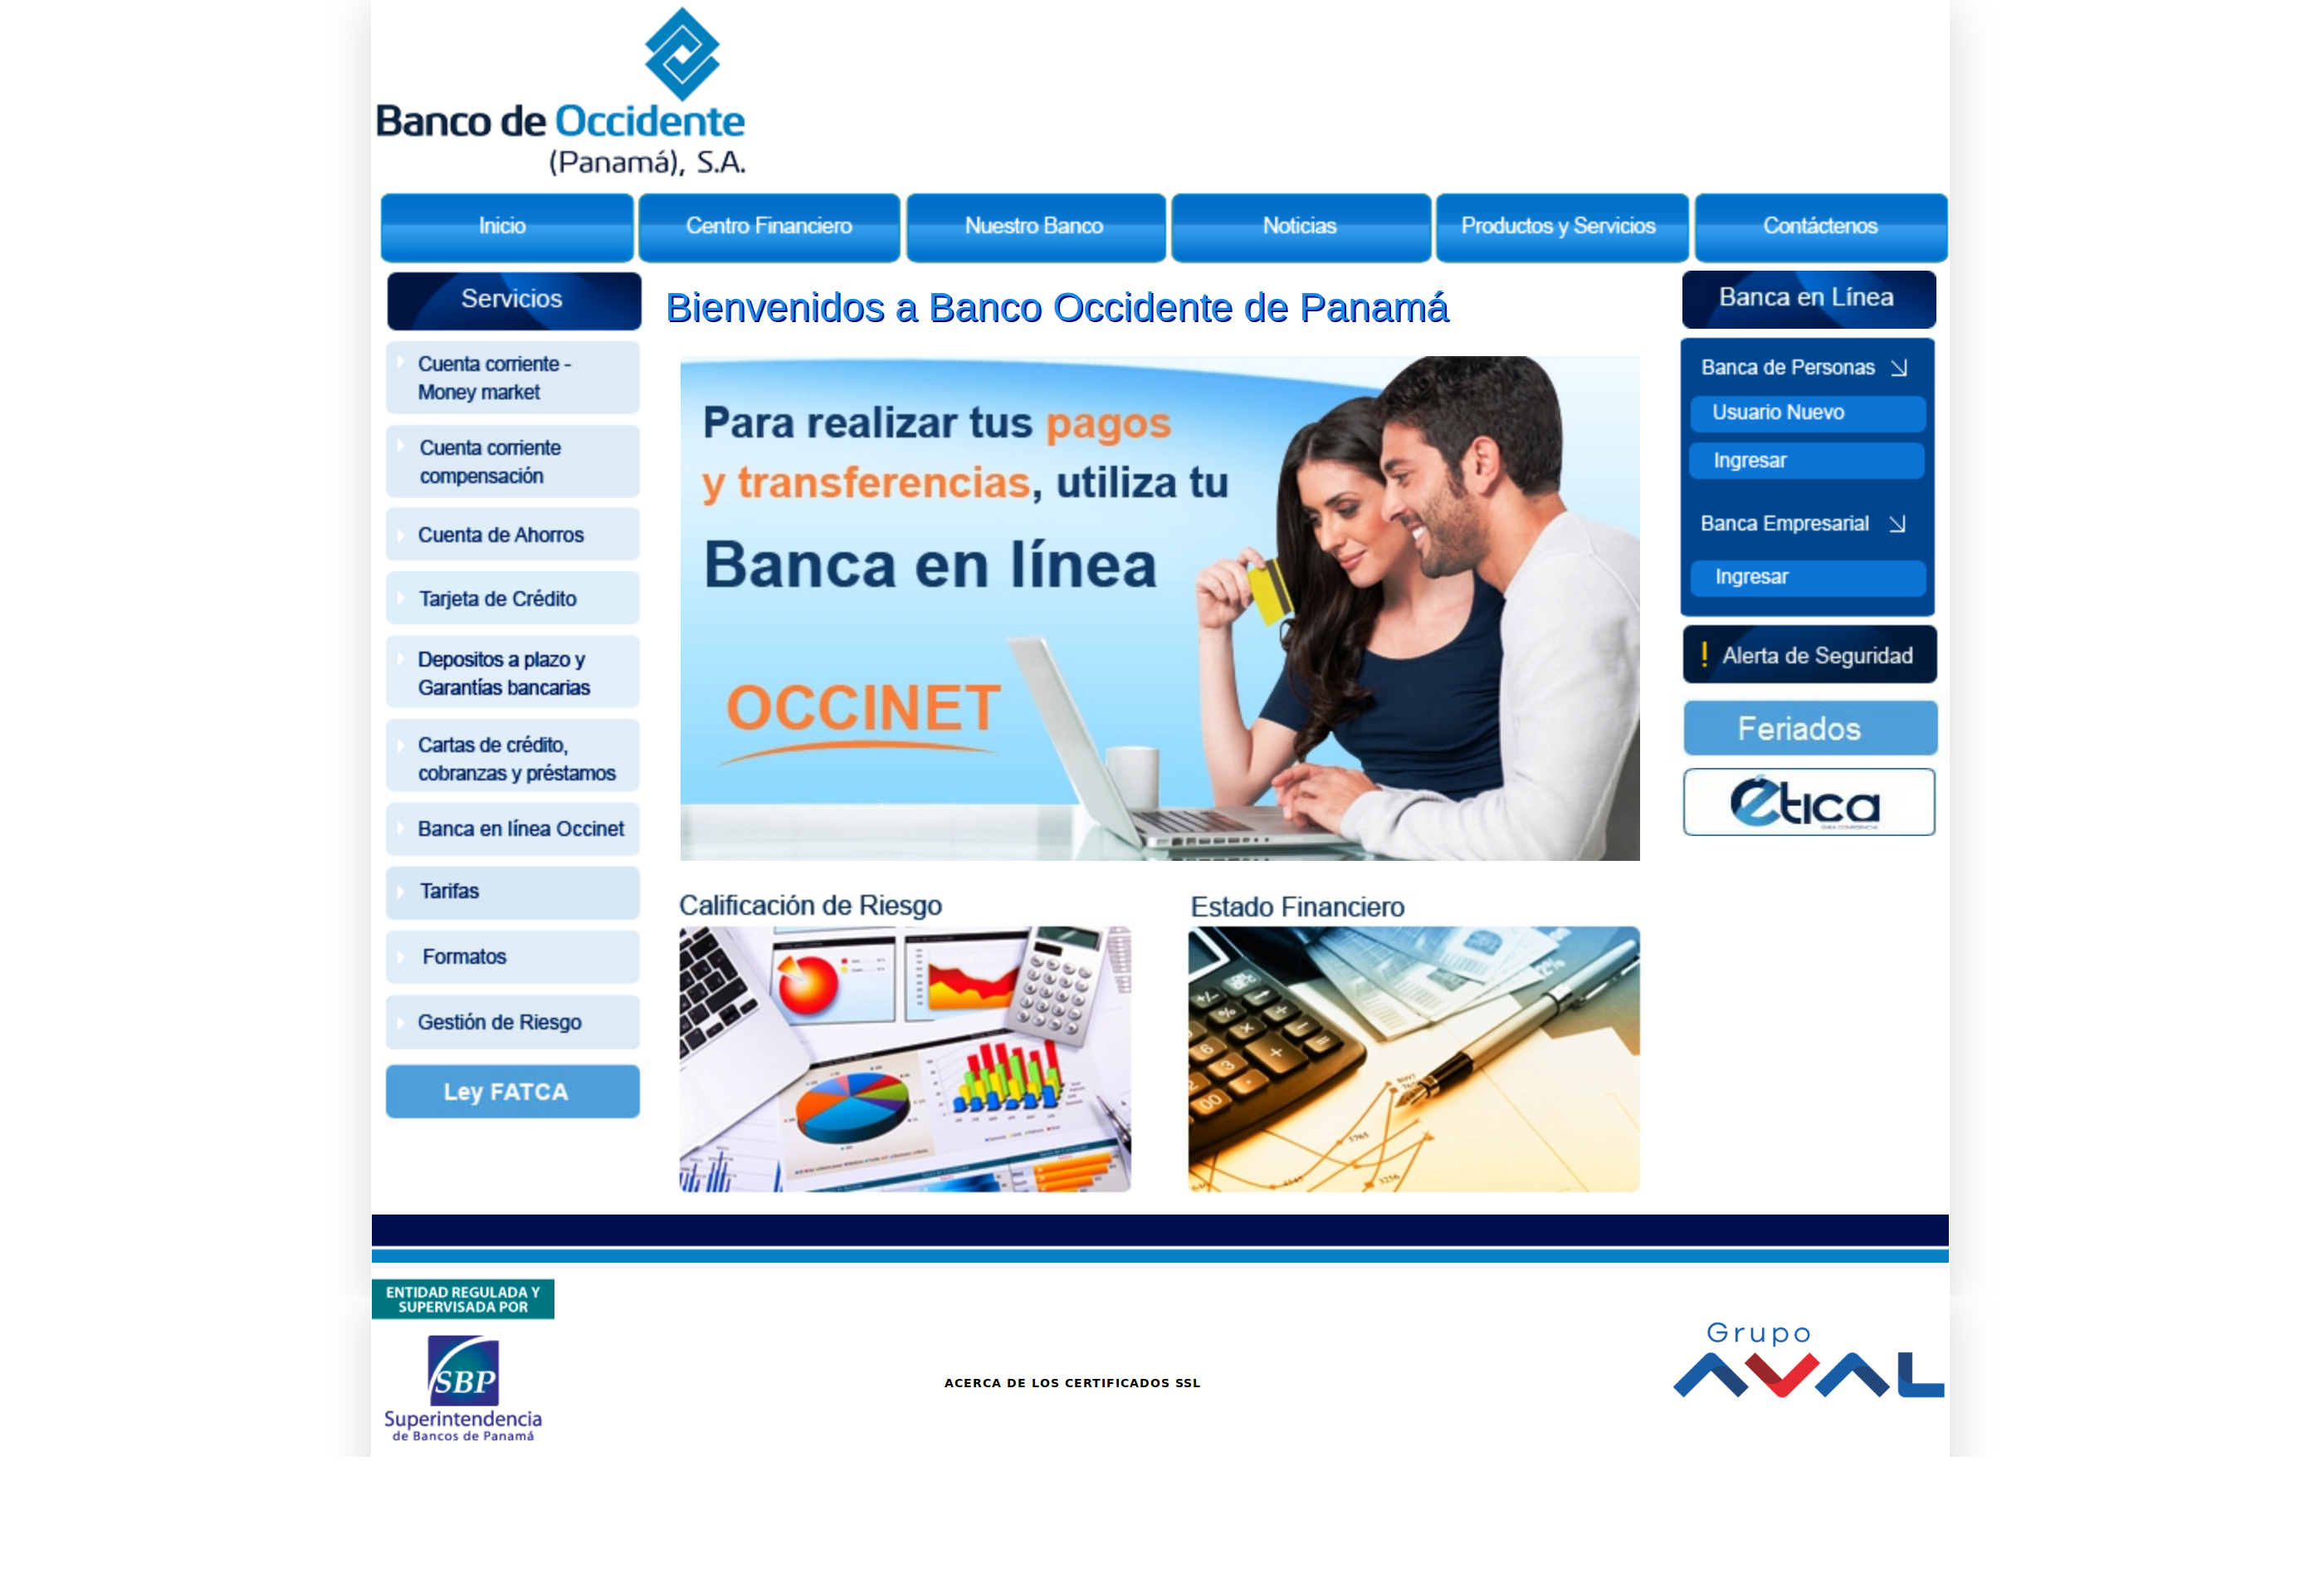 Banco de Occidente
(Panamá), S.A.
Inicio
Centro Financiero
Nuestro Banco
Noticias
Productos y Servicios
Contáctenos
Servicios
Cuenta corriente -
Money market
Cuenta corriente
compensación
Cuenta de Ahorros
Tarjeta de Crédito
Depositos a plazo y
Garantías bancarias
Cartas de crédito,
cobranzas y préstamos
Banca en línea Occinet
Tarifas
Formatos
Gestión de Riesgo
Ley FATCA
Bienvenidos a Banco Occidente de Panamá
Para realizar tus pagos
y transferencias, utiliza tu
Banca en línea
OCCINET
Calificación de Riesgo
Estado Financiero
Banca en Línea
Banca de Personas
Usuario Nuevo
Ingresar
Banca Empresarial
Ingresar
! Alerta de Seguridad
Feriados
ética
ENTIDAD REGULADA Y
SUPERVISADA POR
SBP
Superintendencia
de Bancos de Panamá
ACERCA DE LOS CERTIFICADOS SSL
Grupo
AVAL